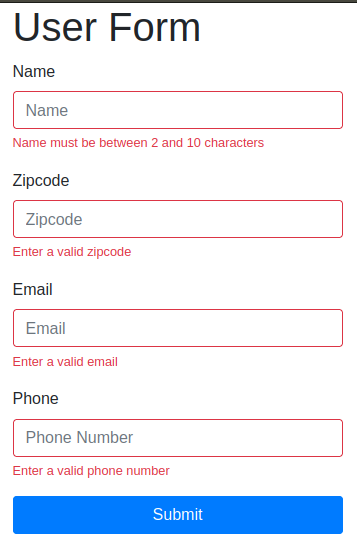 User Form
Name
Name
Name must be between 2 and 10 characters
Zipcode
Zipcode
Enter a valid zipcode
Email
Email
Enter a valid email
Phone
Phone Number
Enter a valid phone number
Submit